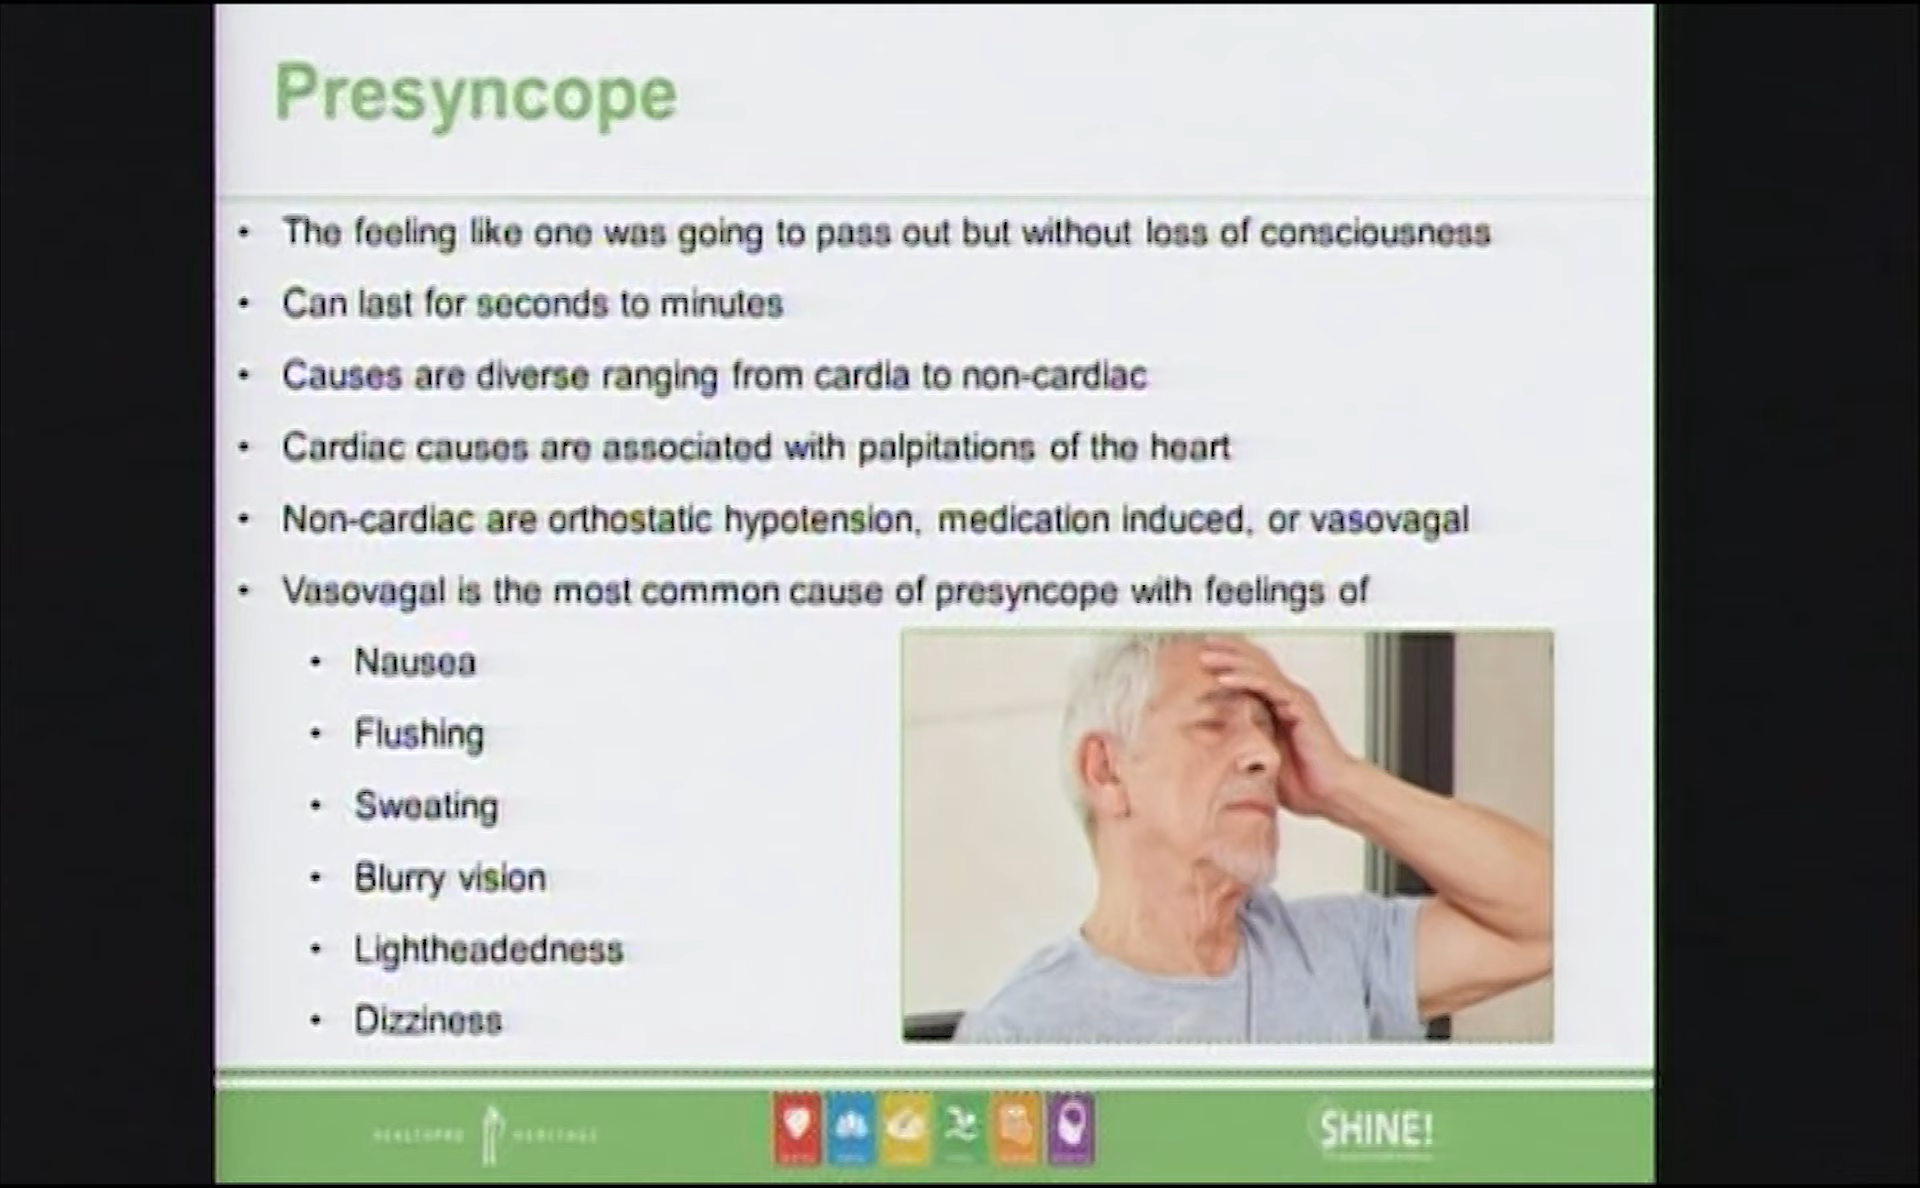 Presyncope
• The feeling like one was going to pass out but without loss of consciousness
• Can last for seconds to minutes
• Causes are diverse ranging from cardia to non-cardiac
• Cardiac causes are associated with palpitations of the heart
• Non-cardiac are orthostatic hypotension, medication induced, or vasovagal
• Vasovagal is the most common cause of presyncope with feelings of
• Nausea
• Flushing
• Sweating
• Blurry vision
• Lightheadedness
• Dizziness
HEALTHPRO HERITAGE
SHINE!